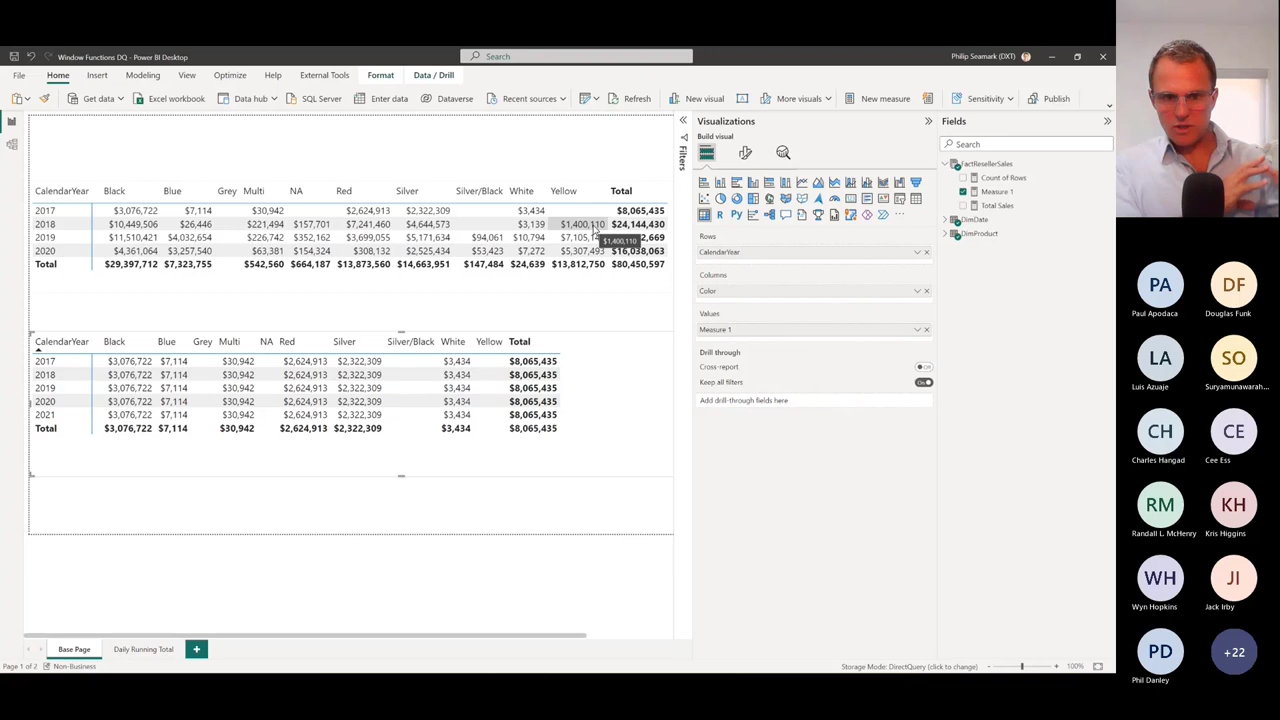 Window Functions DQ - Power BI Desktop
Search
Philip Seamark (DXT)
File Home Insert Modeling View Optimize Help External Tools Format Data / Drill
Get data Excel workbook Data hub SQL Server Enter data Dataverse Recent sources Refresh New visual More visuals New measure Sensitivity Publish
CalendarYear Black Blue Grey Multi NA Red Silver Silver/Black White Yellow Total
2017 $3,076,722 $7,114 $30,942 $2,624,913 $2,322,309 $3,434 $8,065,435
2018 $10,449,506 $26,446 $221,494 $157,701 $7,241,460 $4,644,573 $3,139 $1,400,110 $24,144,430
2019 $11,510,421 $4,032,654 $226,742 $352,162 $3,699,055 $5,171,634 $94,061 $10,794
$1,400,110
2020 $4,361,064 $3,257,540 $63,381 $154,324 $308,132 $2,525,434 $53,423 $7,272 $5,307,493 $16,038,063
Total $29,397,712 $7,323,755 $542,560 $664,187 $13,873,560 $14,663,951 $147,484 $24,639 $13,812,750 $80,450,597
CalendarYear Black Blue Grey Multi NA Red Silver Silver/Black White Yellow Total
2017 $3,076,722 $7,114 $30,942 $2,624,913 $2,322,309 $3,434 $8,065,435
2018 $3,076,722 $7,114 $30,942 $2,624,913 $2,322,309 $3,434 $8,065,435
2019 $3,076,722 $7,114 $30,942 $2,624,913 $2,322,309 $3,434 $8,065,435
2020 $3,076,722 $7,114 $30,942 $2,624,913 $2,322,309 $3,434 $8,065,435
2021 $3,076,722 $7,114 $30,942 $2,624,913 $2,322,309 $3,434 $8,065,435
Total $3,076,722 $7,114 $30,942 $2,624,913 $2,322,309 $3,434 $8,065,435
Filters
Visualizations
Build visual
R Py
Rows
CalendarYear
Columns
Color
Values
Measure 1
Drill through
Cross-report
Off
Keep all filters
On
Add drill-through fields here
Fields
Search
FactResellerSales
Count of Rows
Measure 1
Total Sales
DimDate
DimProduct
Base Page
Daily Running Total
Page 1 of 2
Non-Business
Storage Mode: DirectQuery (click to change)
100%
PA DF
Paul Apodaca Douglas Funk
LA SO
Luis Azuaje Suryamunawarah...
CH CE
Charles Hangad Cee Ess
RM KH
Randall L. McHenry Kris Higgins
WH JI
Wyn Hopkins Jack Irby
PD +22
Phil Danley